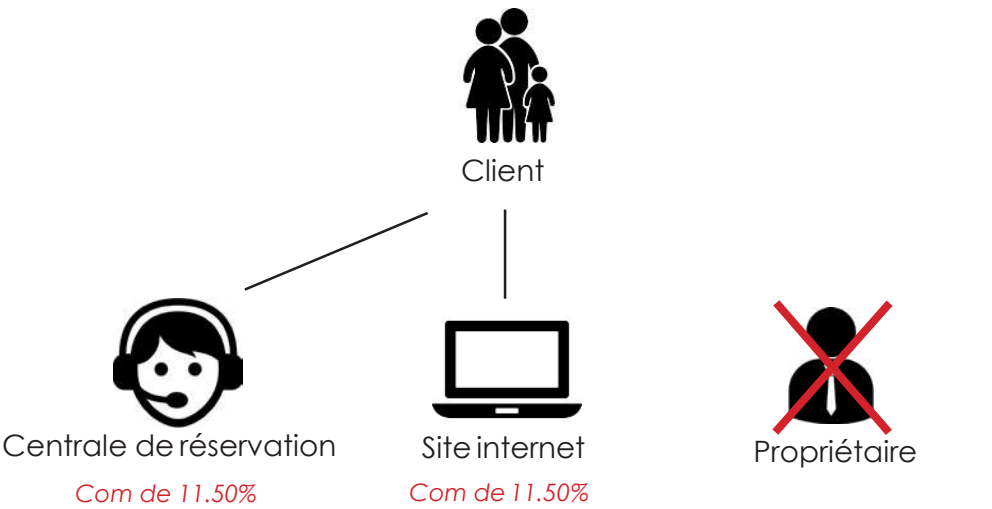 Client
Centrale de réservation
Site internet
Propriétaire
Com de 11.50%
Com de 11.50%